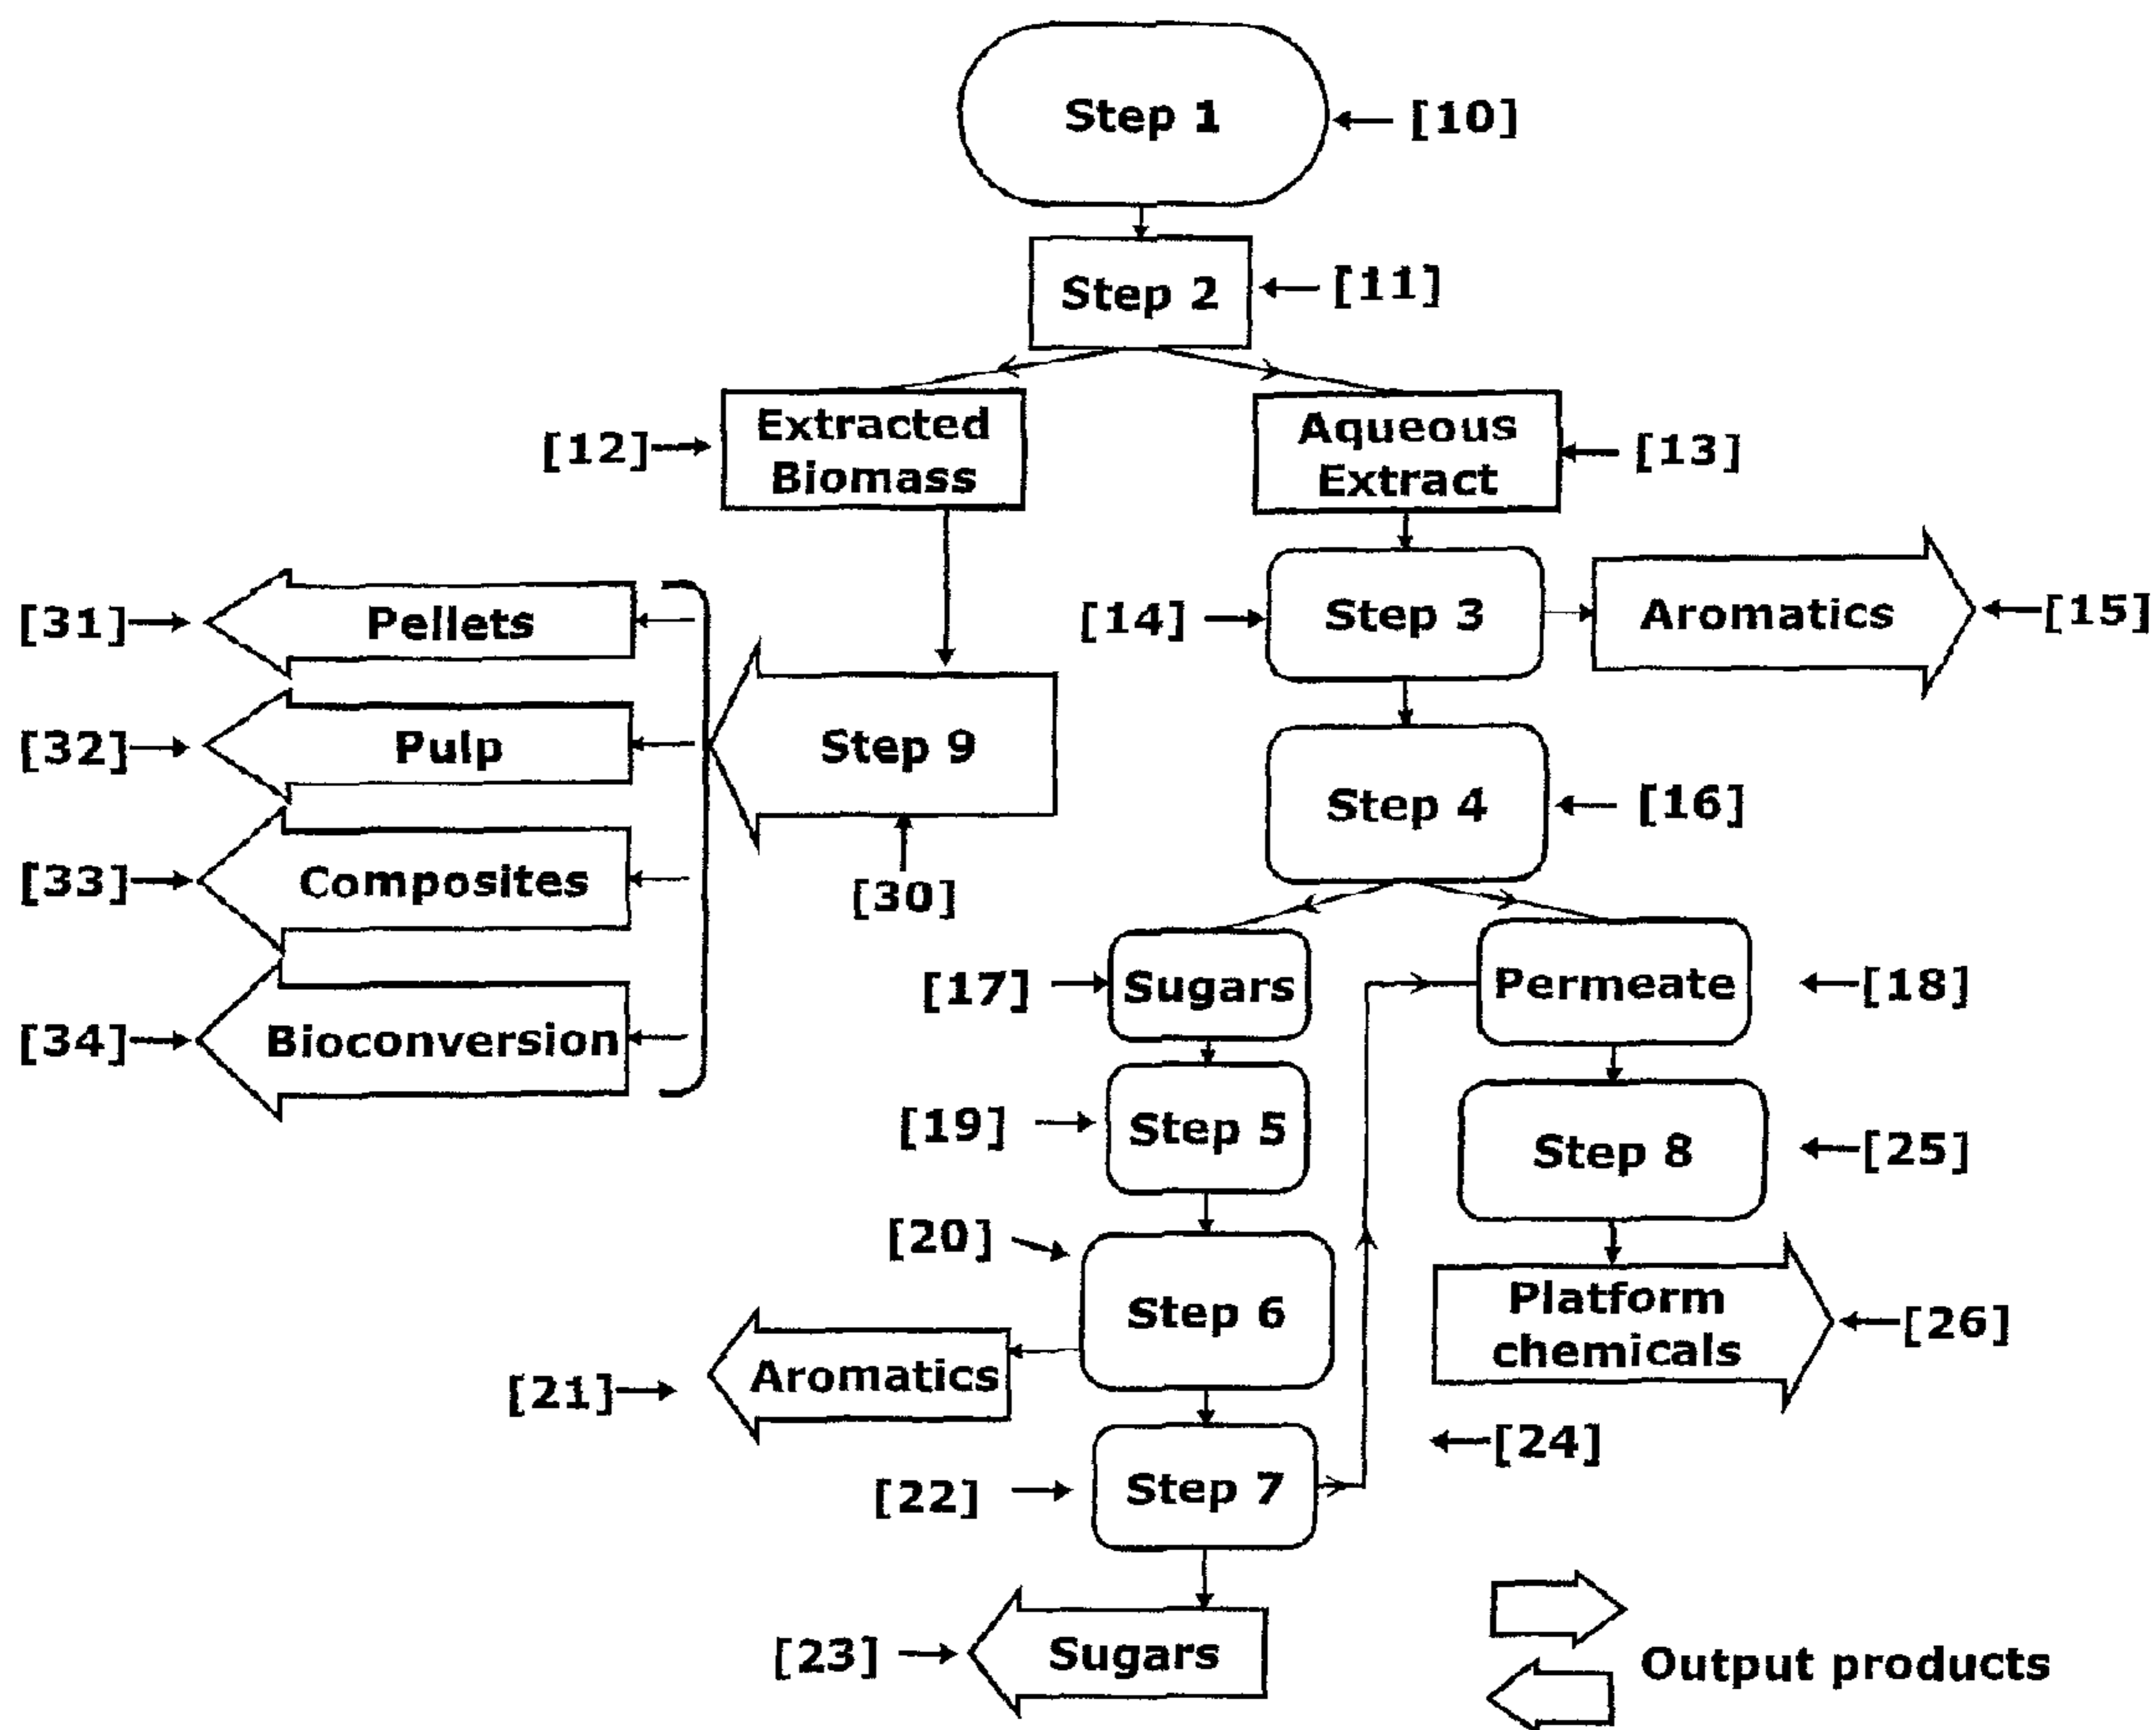 Step 1
[10]
Step 2
[11]
Extracted
Biomass
[12]
Aqueous
Extract
[13]
[31]
Pellets
[14]
Step 3
Aromatics
[15]
[32]
Pulp
Step 9
[30]
Step 4
[16]
[33]
Composites
[17]
Sugars
Permeate
[18]
[34]
Bioconversion
[19]
Step 5
Step 8
[25]
[20]
Step 6
Platform
chemicals
[26]
[21]
Aromatics
[24]
[22]
Step 7
[23]
Sugars
Output products